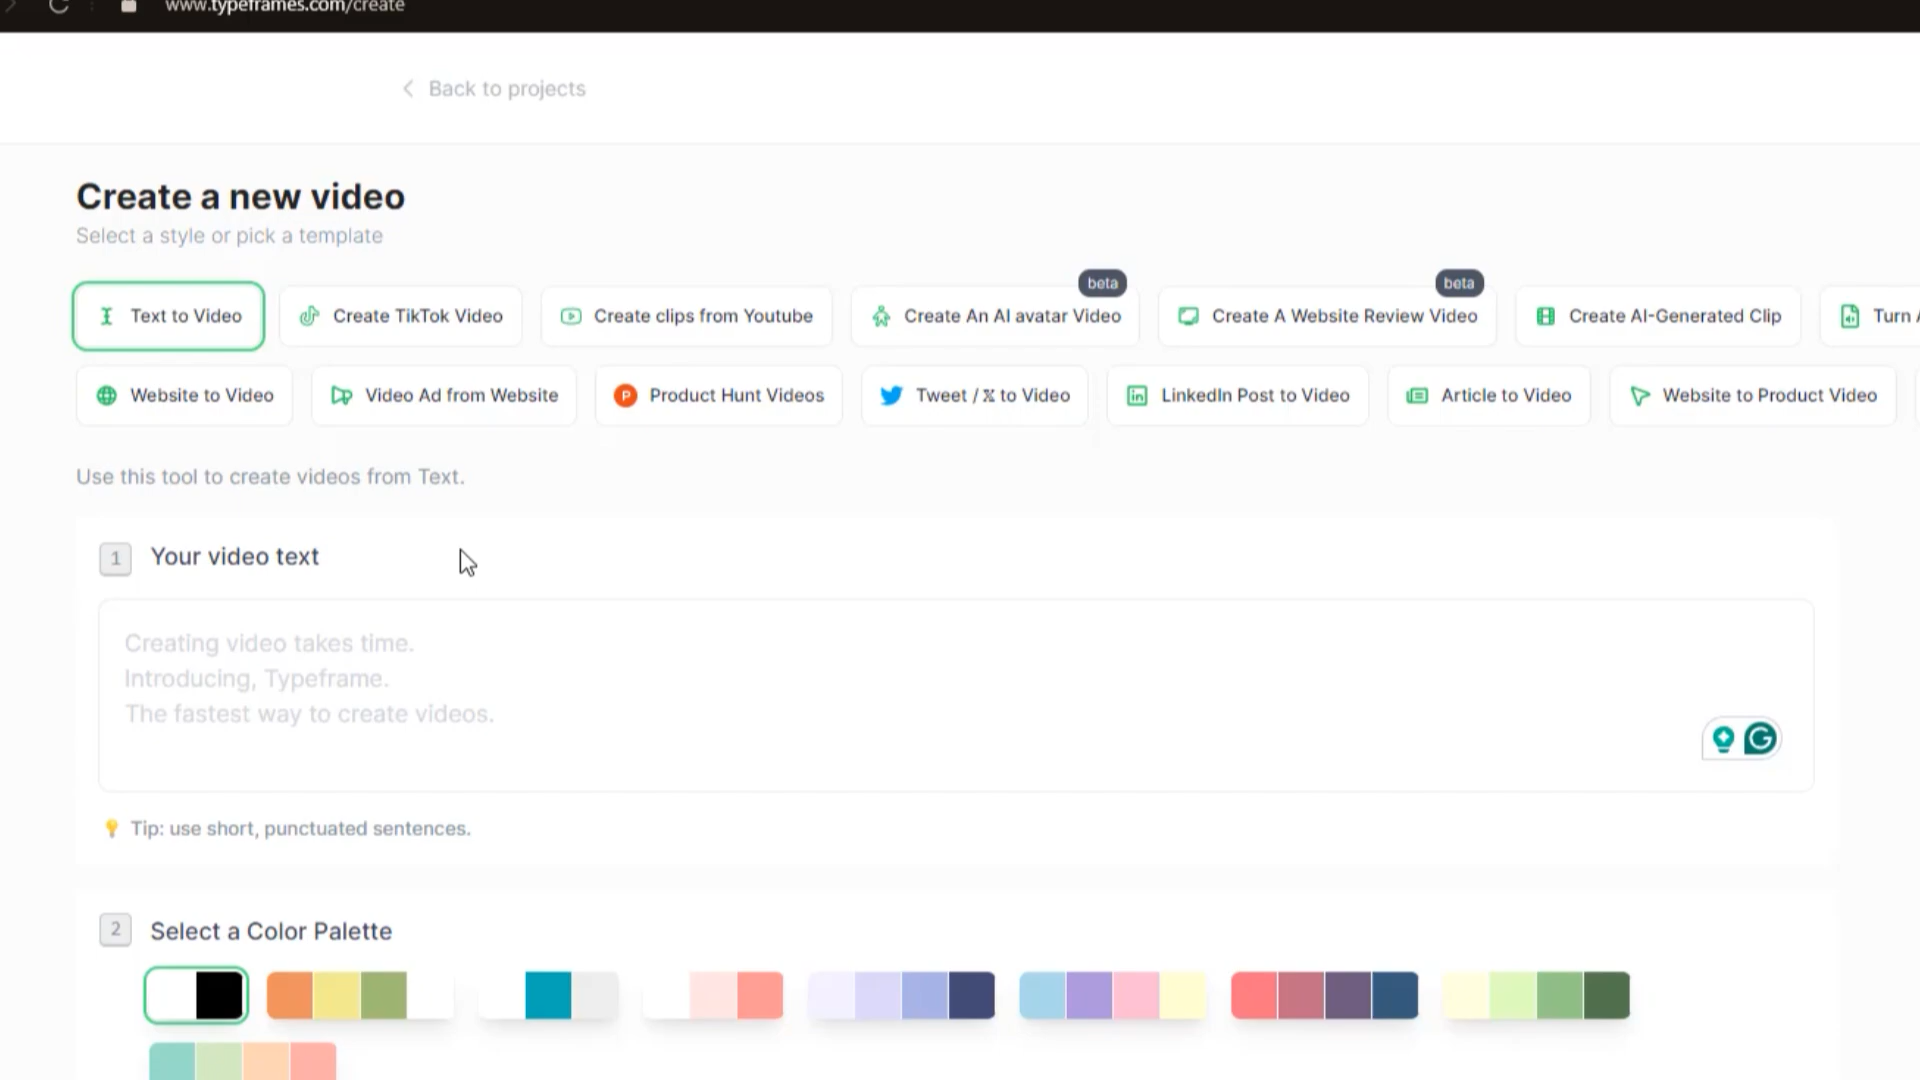 www.typeframes.com/create
Back to projects
Create a new video
Select a style or pick a template
beta
beta
Text to Video
Create TikTok Video
Create clips from Youtube
Create An AI avatar Video
Create A Website Review Video
Create AI-Generated Clip
Turn
Website to Video
Video Ad from Website
Product Hunt Videos
Tweet / 𝕏 to Video
LinkedIn Post to Video
Article to Video
Website to Product Video
Use this tool to create videos from Text.
1 Your video text
Creating video takes time.
Introducing, Typeframe.
The fastest way to create videos.
Tip: use short, punctuated sentences.
2 Select a Color Palette